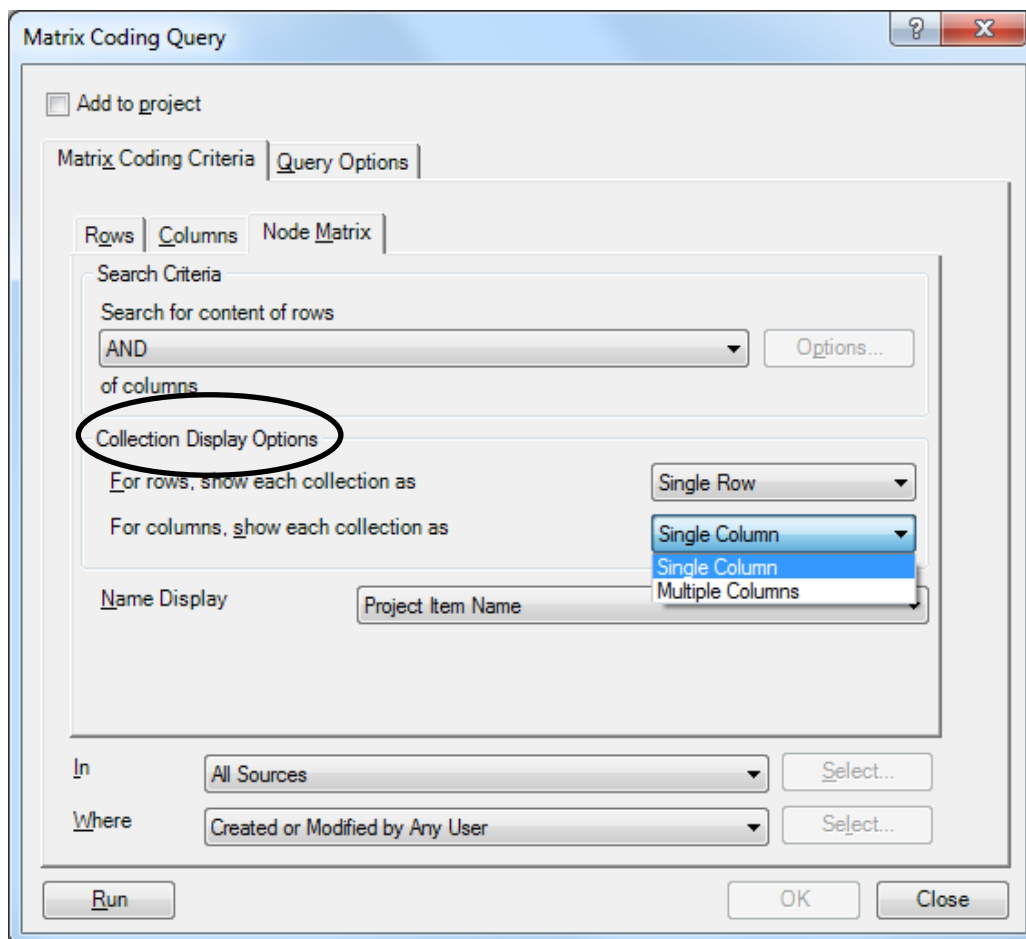 Matrix Coding Query
?
X
Add to project
Matrix Coding Criteria Query Options
Rows Columns Node Matrix
Search Criteria
Search for content of rows
AND Options...
of columns
Collection Display Options
For rows, show each collection as Single Row
For columns, show each collection as Single Column
Single Column
Multiple Columns
Name Display Project Item Name
In All Sources Select...
Where Created or Modified by Any User Select...
Run OK Close